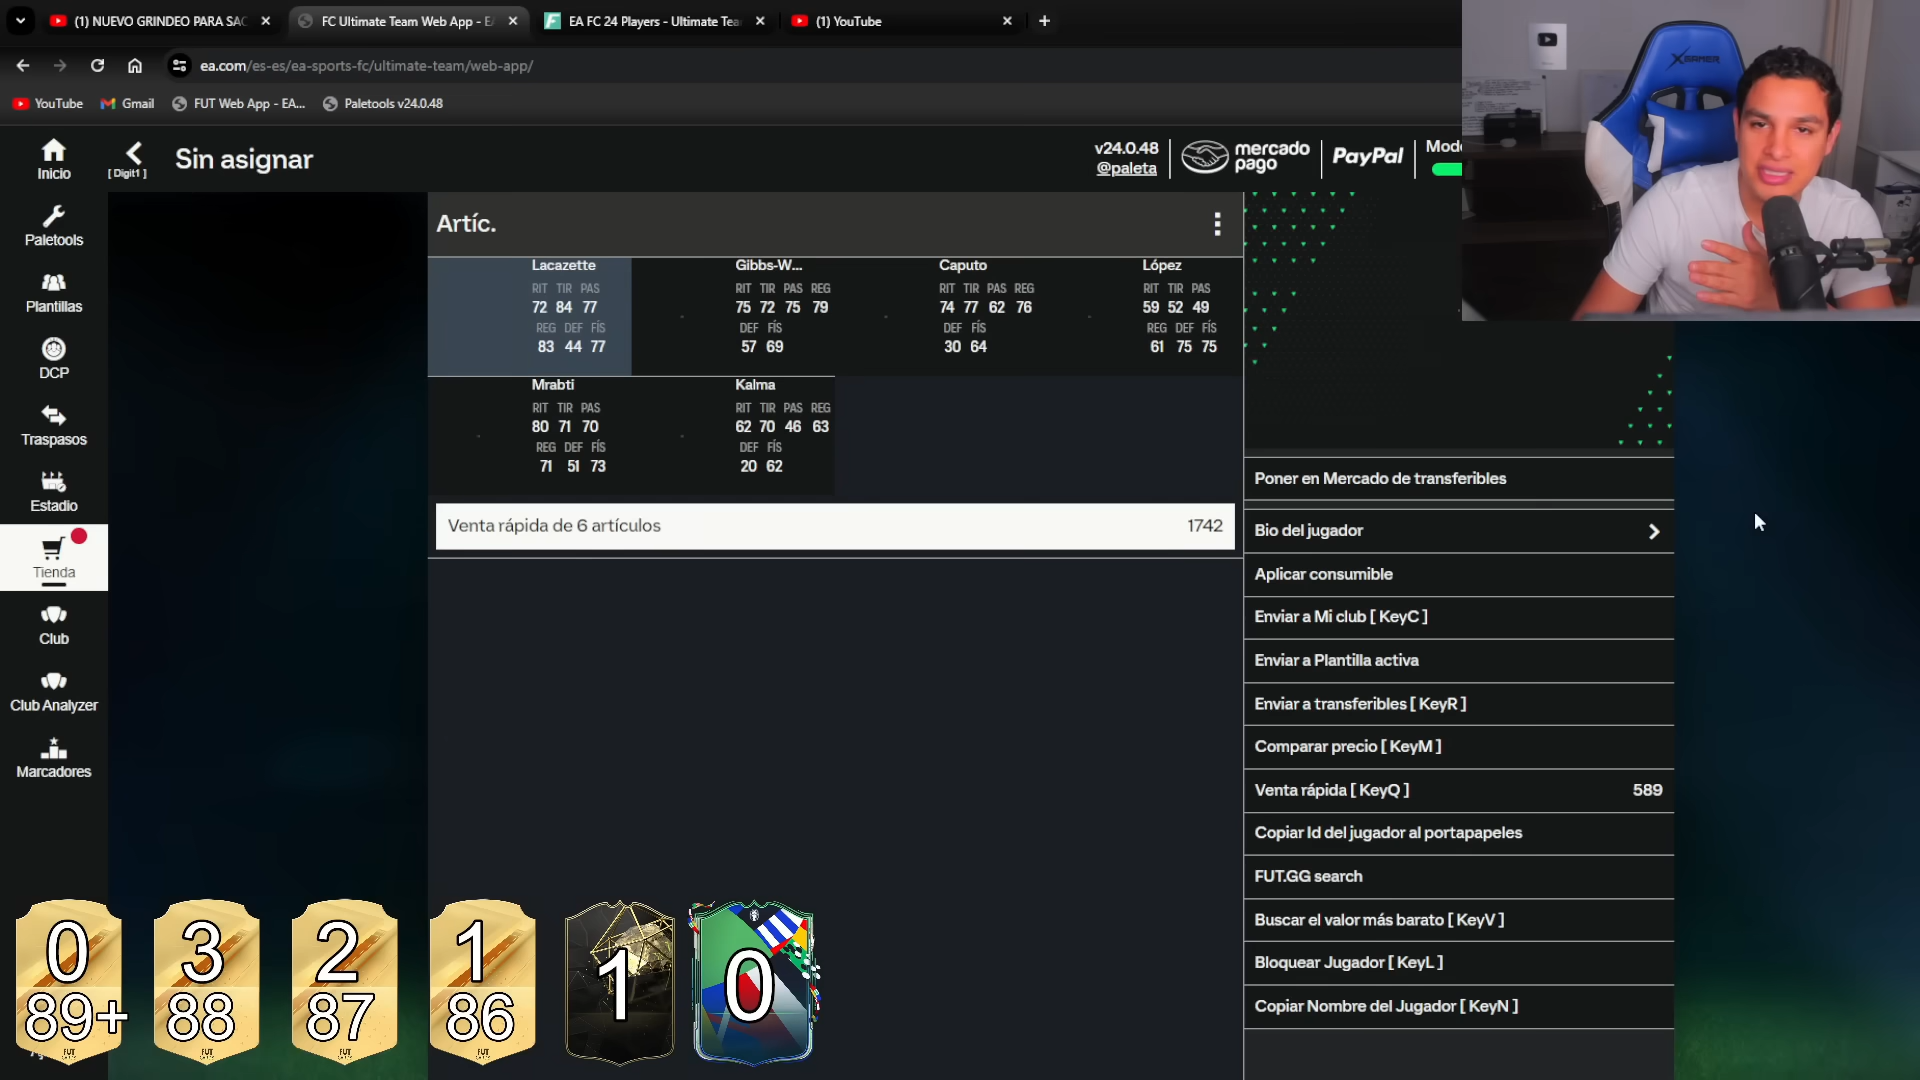 (1) NUEVO GRINDEO PARA SAC
FC Ultimate Team Web App - E
EA FC 24 Players - Ultimate Tea
(1) YouTube
ea.com/es-es/ea-sports-fc/ultimate-team/web-app/
YouTube
Gmail
FUT Web App - EA...
Paletools v24.0.48
XGAMER
Inicio
[ Digit1 ]
Sin asignar
v24.0.48
@paleta
mercado
pago
PayPal
Mode
Paletools
Plantillas
DCP
Traspasos
Estadio
Tienda
Club
Club Analyzer
Marcadores
Artíc.
Lacazette
RIT TIR PAS
72 84 77
REG DEF FÍS
83 44 77
Gibbs-W...
RIT TIR PAS REG
75 72 75 79
DEF FÍS
57 69
Caputo
RIT TIR PAS REG
74 77 62 76
DEF FÍS
30 64
López
RIT TIR PAS
59 52 49
REG DEF FÍS
61 75 75
Mrabti
RIT TIR PAS
80 71 70
REG DEF FÍS
71 51 73
Kalma
RIT TIR PAS REG
62 70 46 63
DEF FÍS
20 62
Venta rápida de 6 artículos 1742
Poner en Mercado de transferibles
Bio del jugador
Aplicar consumible
Enviar a Mi club [ KeyC ]
Enviar a Plantilla activa
Enviar a transferibles [ KeyR ]
Comparar precio [ KeyM ]
Venta rápida [ KeyQ ] 589
Copiar Id del jugador al portapapeles
FUT.GG search
Buscar el valor más barato [ KeyV ]
Bloquear Jugador [ KeyL ]
Copiar Nombre del Jugador [ KeyN ]
0
89+
FUT
3
88
FUT
2
87
FUT
1
86
FUT
1
0